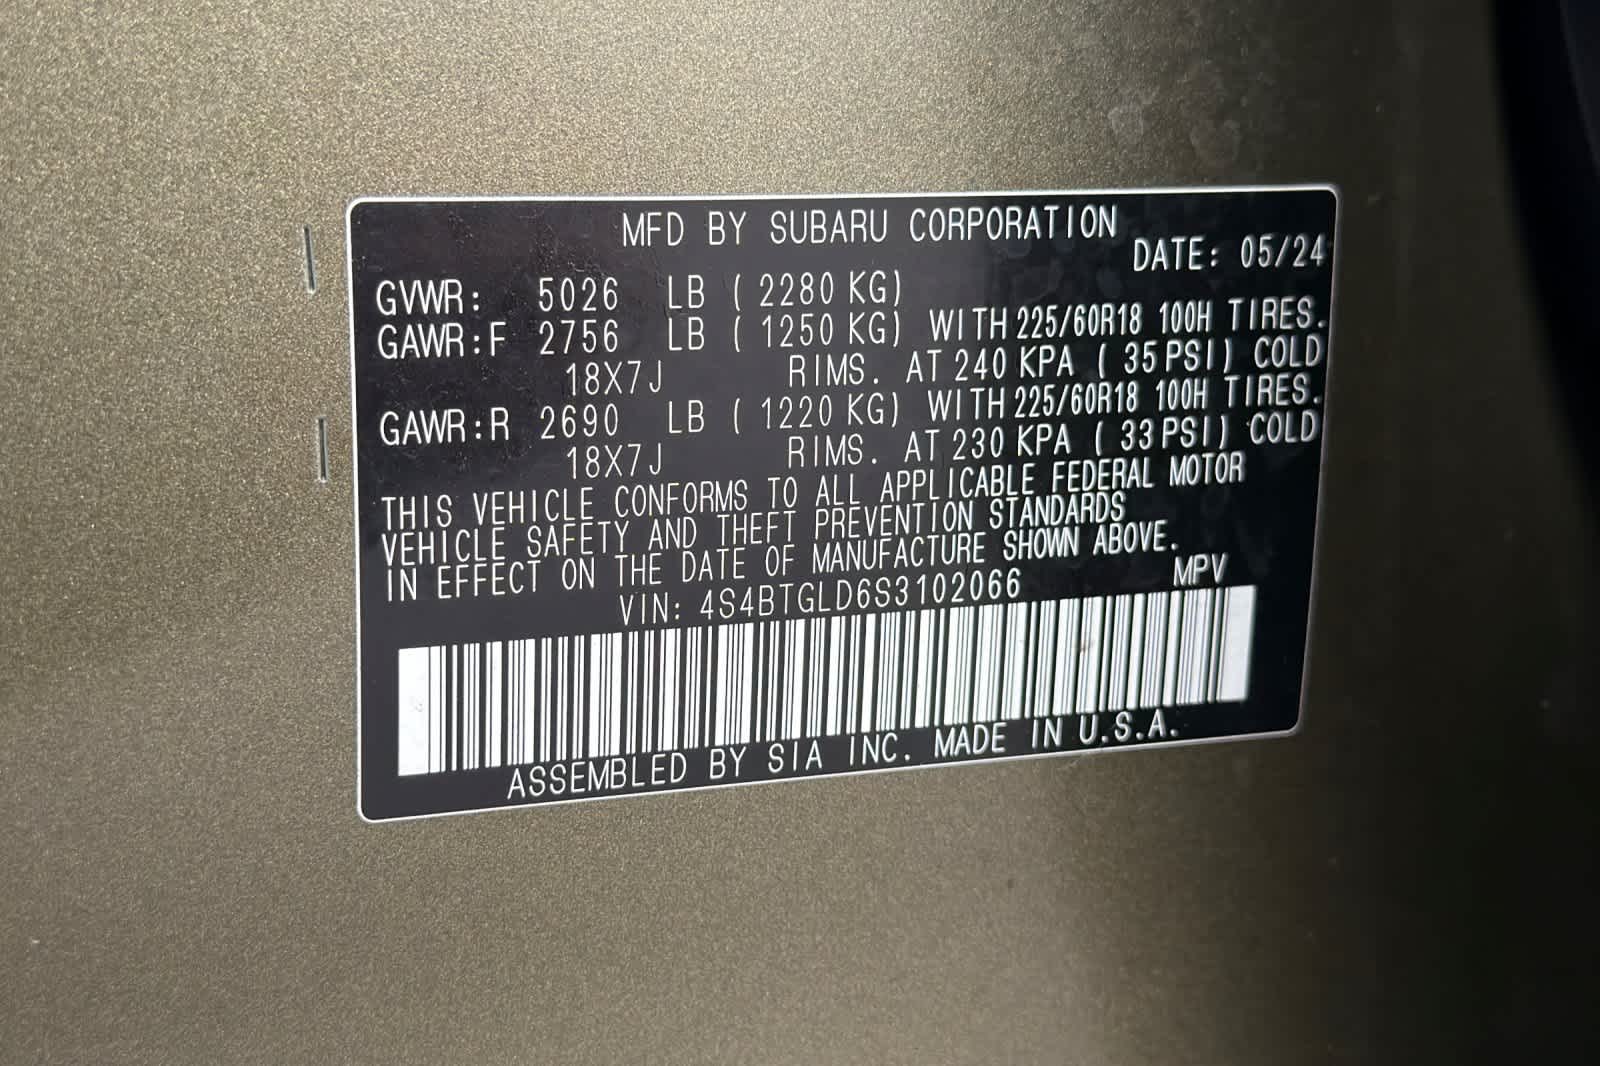 MFD BY SUBARU CORPORATION
DATE: 05/24
GVWR: 5026 LB ( 2280 KG)
GAWR:F 2756 LB ( 1250 KG) WITH 225/60R18 100H TIRES.
18X7J RIMS. AT 240 KPA ( 35 PSI) COLD
GAWR:R 2690 LB ( 1220 KG) WITH 225/60R18 100H TIRES.
18X7J RIMS. AT 230 KPA ( 33 PSI) COLD
THIS VEHICLE CONFORMS TO ALL APPLICABLE FEDERAL MOTOR
VEHICLE SAFETY AND THEFT PREVENTION STANDARDS
IN EFFECT ON THE DATE OF MANUFACTURE SHOWN ABOVE.
VIN: 4S4BTGLD6S3102066 MPV
ASSEMBLED BY SIA INC. MADE IN U.S.A.